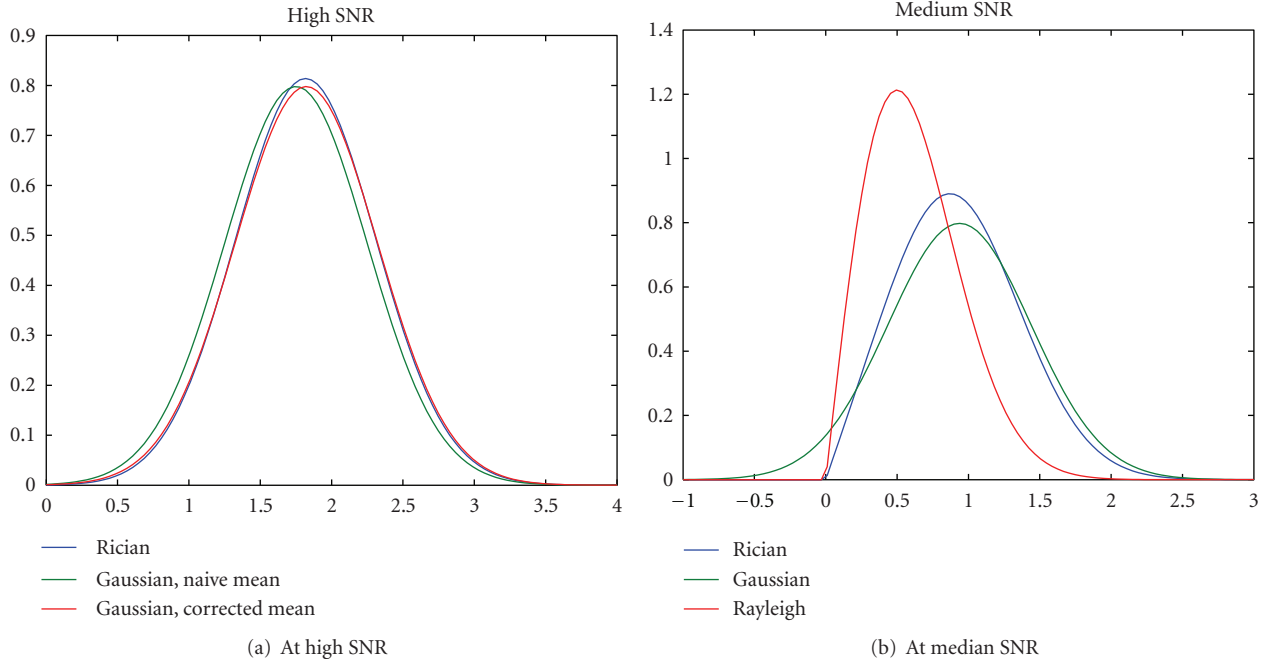 High SNR
0.9
0.8
0.7
0.6
0.5
0.4
0.3
0.2
0.1
0
0 0.5 1 1.5 2 2.5 3 3.5 4
Rician
Gaussian, naive mean
Gaussian, corrected mean
(a) At high SNR
Medium SNR
1.4
1.2
1
0.8
0.6
0.4
0.2
0
−1 −0.5 0 0.5 1 1.5 2 2.5 3
Rician
Gaussian
Rayleigh
(b) At median SNR